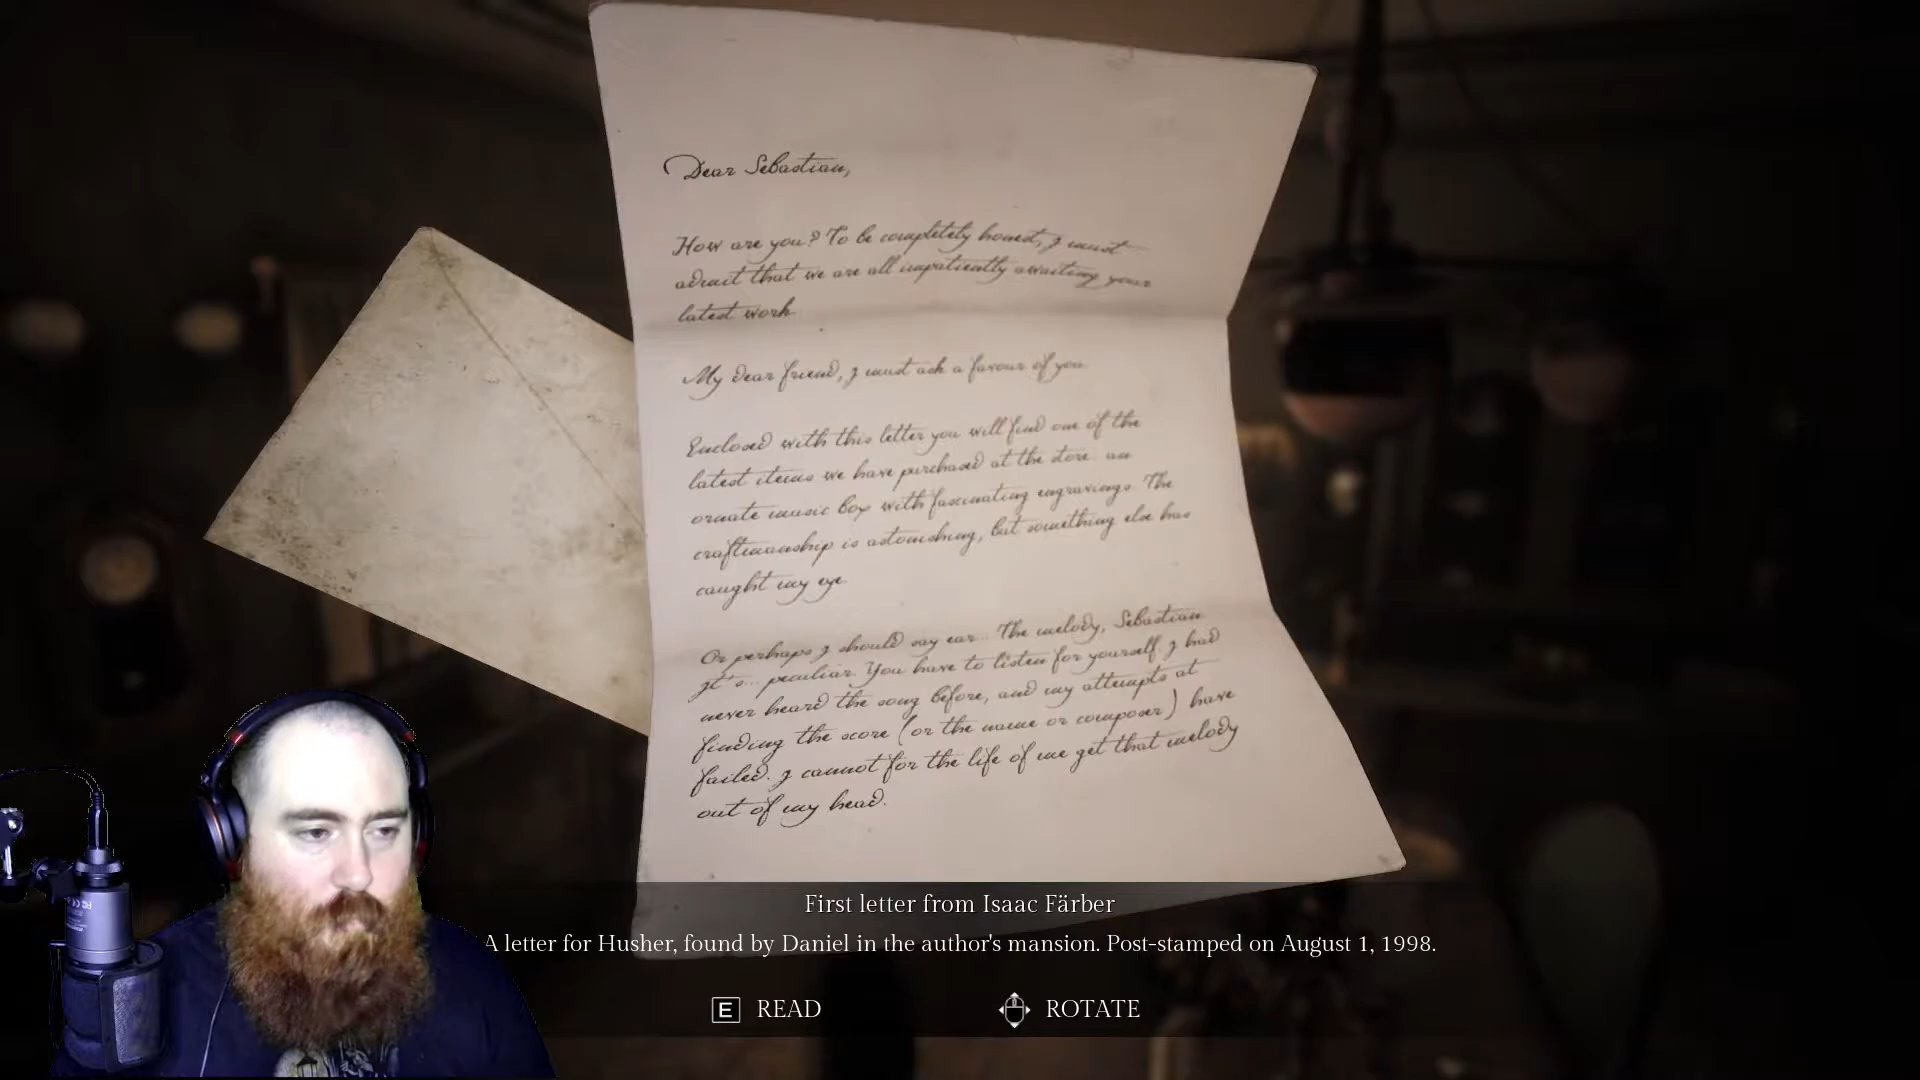 Dear Sebastian,
How are you? To be completely honest, I must
admit that we are all impatiently awaiting your
latest work.
My dear friend, I must ask a favour of you.
Enclosed with this letter you will find one of the
latest items we have purchased at the store: an
ornate music box with fascinating engravings. The
craftmanship is astonishing, but something else has
caught my eye.
Or perhaps I should say ear... The melody, Sebastian.
It's... peculiar. You have to listen for yourself. I had
never heard the song before, and my attempts at
finding the score (or the name or composer) have
failed. I cannot for the life of me get that melody
out of my head.
First letter from Isaac Färber
A letter for Husher, found by Daniel in the author's mansion. Post-stamped on August 1, 1998.
E READ
ROTATE